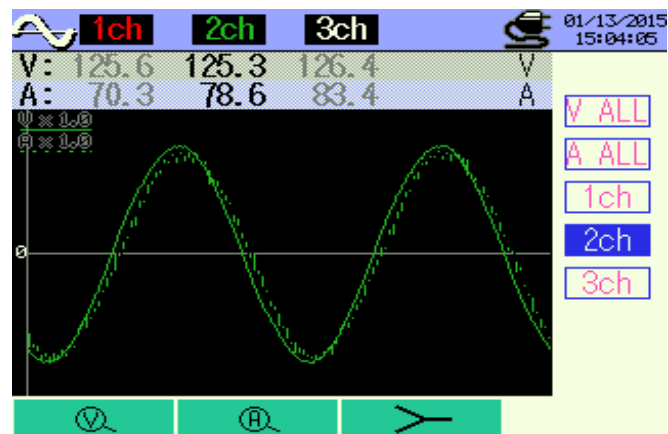 1ch 2ch 3ch 01/13/2015
15:04:05
V: 125.6 125.3 126.4 V
A: 70.3 78.6 83.4 A
V × 1.0
A × 1.0
V ALL
A ALL
1ch
0
2ch
3ch
V A